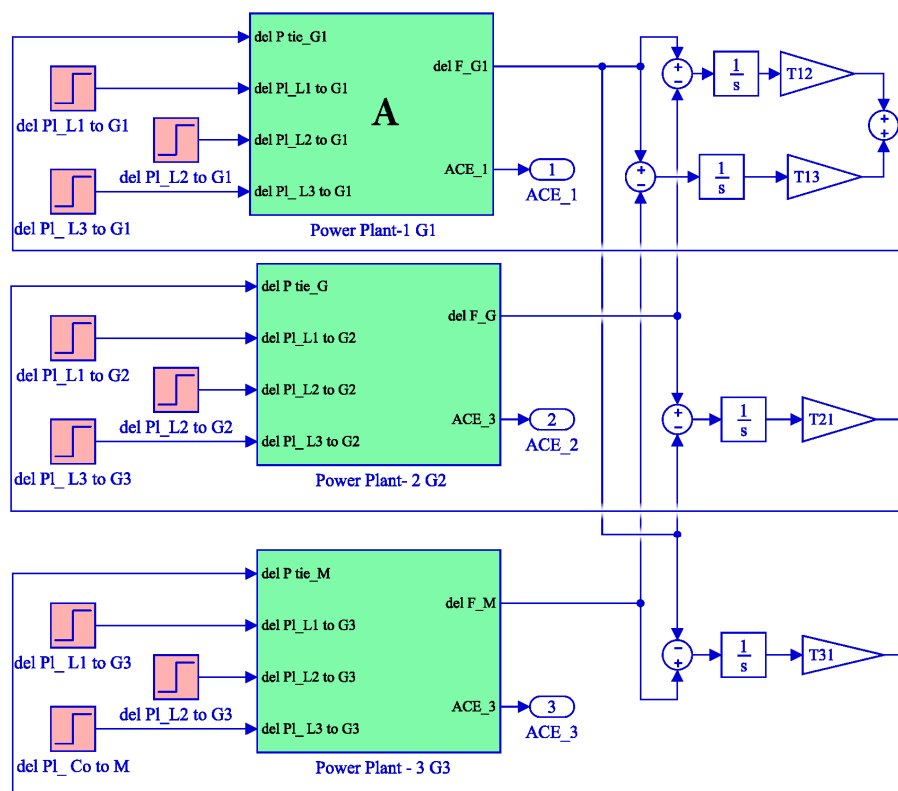 del P tie_G1
del Pl_L1 to G1
del Pl_L2 to G1
del Pl_ L3 to G1
A
del F_G1
ACE_1
Power Plant-1 G1
del Pl_L1 to G1
del Pl_L2 to G1
del Pl_ L3 to G1
1
ACE_1
+
−
1
s
T12
+
−
1
s
T13
+
+
del P tie_G
del Pl_L1 to G2
del Pl_L2 to G2
del Pl_ L3 to G2
del F_G
ACE_3
Power Plant- 2 G2
del Pl_L1 to G2
del Pl_L2 to G2
del Pl_ L3 to G3
2
ACE_2
+
−
1
s
T21
del P tie_M
del Pl_L1 to G3
del Pl_L2 to G3
del Pl_ L3 to G3
del F_M
ACE_3
Power Plant - 3 G3
del Pl_ L1 to G3
del Pl_L2 to G3
del Pl_ Co to M
3
ACE_3
−
+
1
s
T31